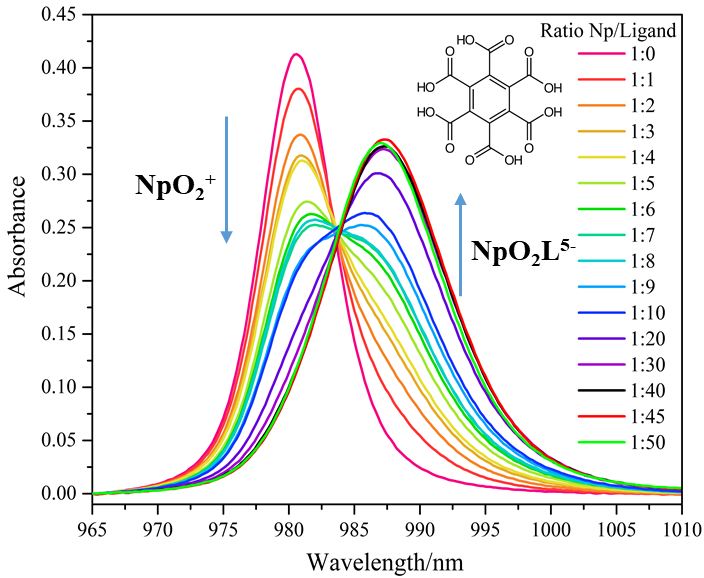 0.45
0.40
0.35
0.30
0.25
0.20
0.15
0.10
0.05
0.00
Absorbance
965 970 975 980 985 990 995 1000 1005 1010
Wavelength/nm
NpO₂⁺
NpO₂L⁵⁻
HO O
O OH
HO O
O OH
HO O
O OH
Ratio Np/Ligand
1:0
1:1
1:2
1:3
1:4
1:5
1:6
1:7
1:8
1:9
1:10
1:20
1:30
1:40
1:45
1:50